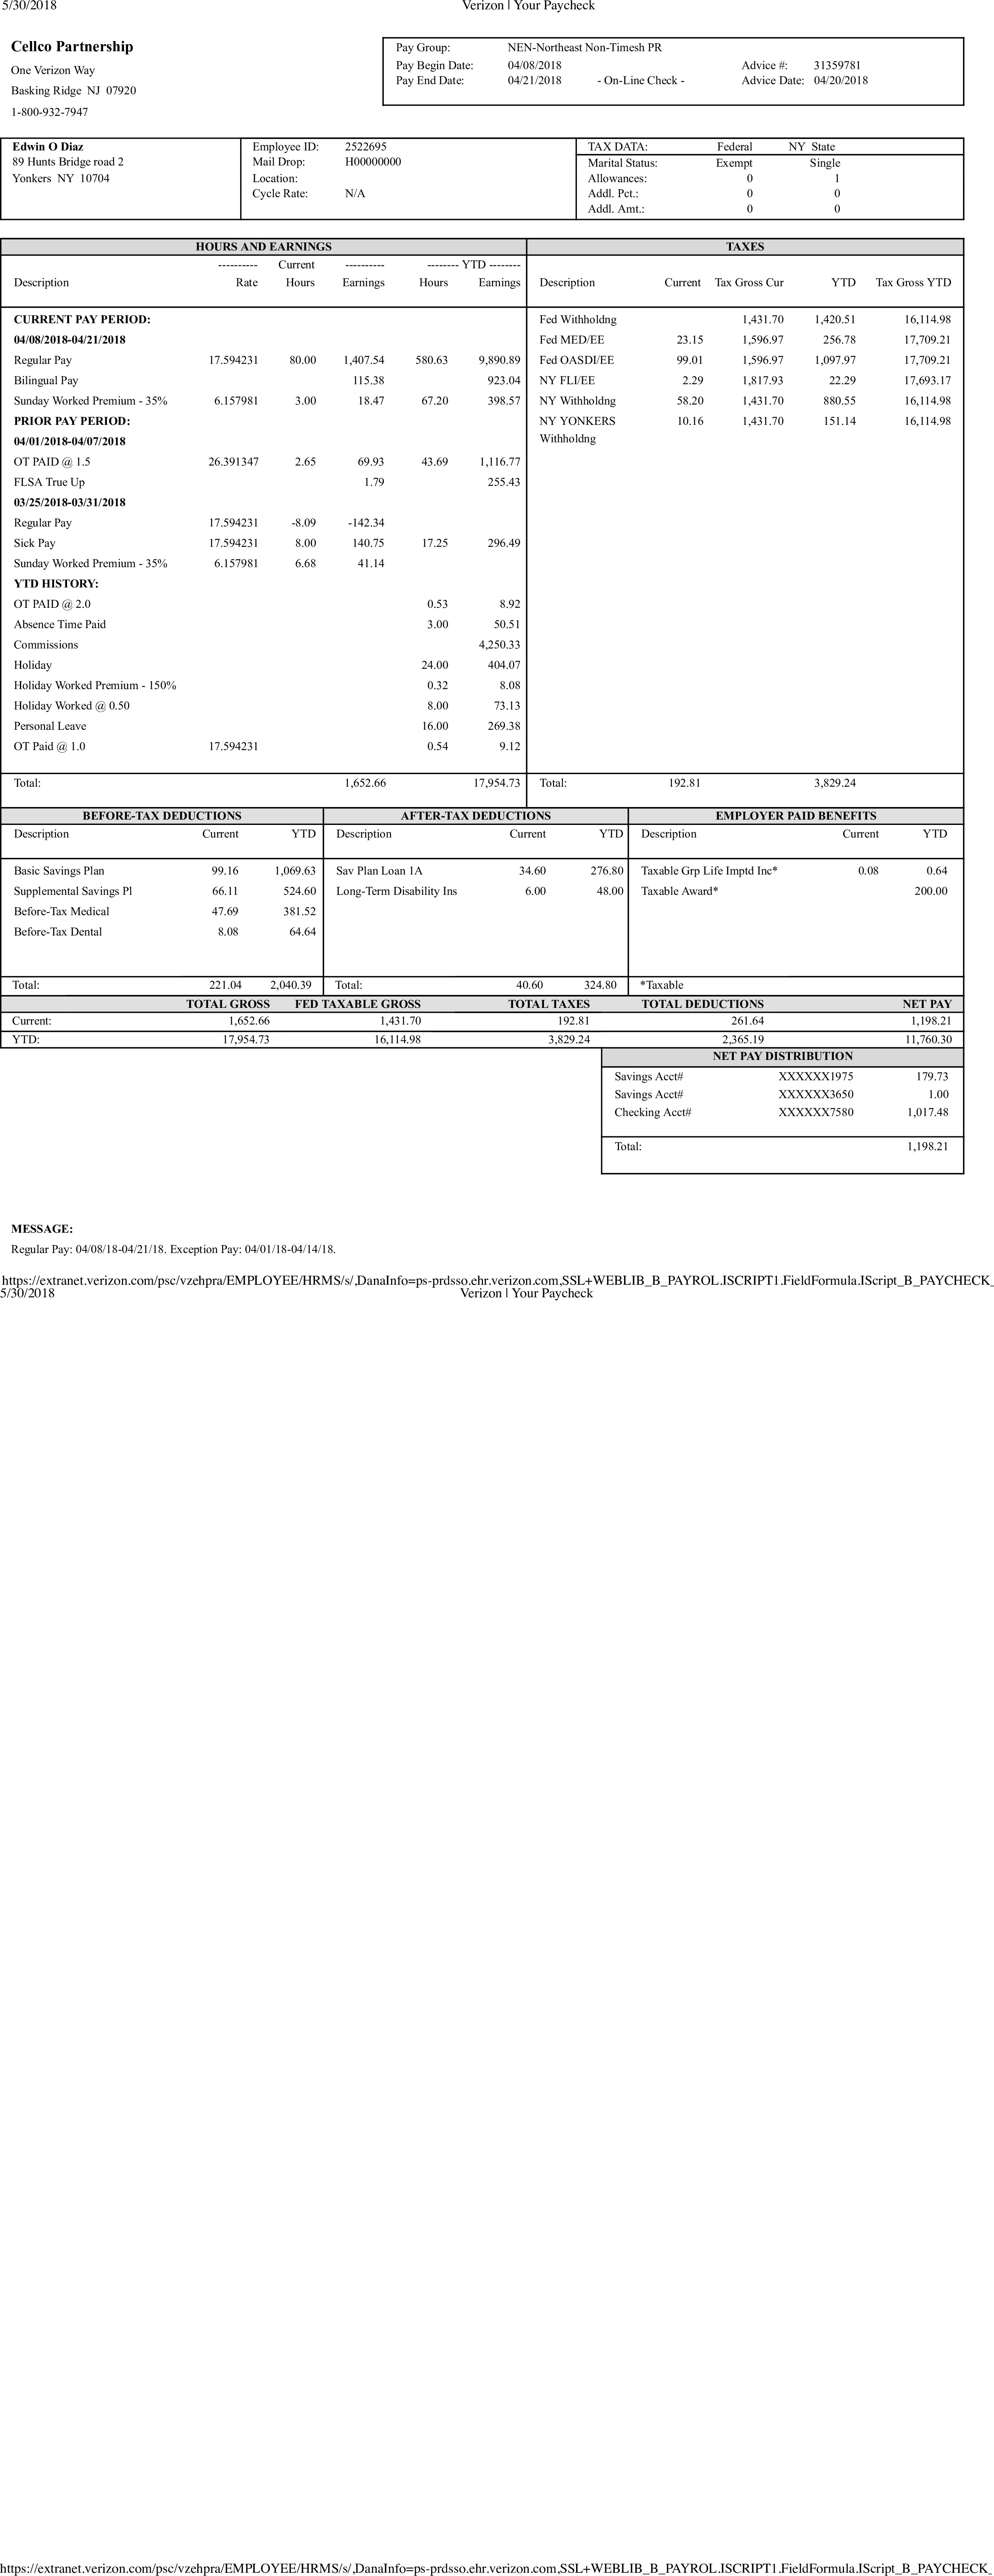 5/30/2018 Verizon | Your Paycheck
Cellco Partnership
One Verizon Way
Basking Ridge NJ 07920
1-800-932-7947
Pay Group: NEN-Northeast Non-Timesh PR
Pay Begin Date: 04/08/2018 Advice #: 31359781
Pay End Date: 04/21/2018 - On-Line Check - Advice Date: 04/20/2018
Edwin O Diaz
89 Hunts Bridge road 2
Yonkers NY 10704
Employee ID: 2522695
Mail Drop: H00000000
Location:
Cycle Rate: N/A
TAX DATA: Federal NY State
Marital Status: Exempt Single
Allowances: 0 1
Addl. Pct.: 0 0
Addl. Amt.: 0 0
HOURS AND EARNINGS
---------- Current ---------- -------- YTD --------
Description Rate Hours Earnings Hours Earnings
CURRENT PAY PERIOD:
04/08/2018-04/21/2018
Regular Pay 17.594231 80.00 1,407.54 580.63 9,890.89
Bilingual Pay 115.38 923.04
Sunday Worked Premium - 35% 6.157981 3.00 18.47 67.20 398.57
PRIOR PAY PERIOD:
04/01/2018-04/07/2018
OT PAID @ 1.5 26.391347 2.65 69.93 43.69 1,116.77
FLSA True Up 1.79 255.43
03/25/2018-03/31/2018
Regular Pay 17.594231 -8.09 -142.34
Sick Pay 17.594231 8.00 140.75 17.25 296.49
Sunday Worked Premium - 35% 6.157981 6.68 41.14
YTD HISTORY:
OT PAID @ 2.0 0.53 8.92
Absence Time Paid 3.00 50.51
Commissions 4,250.33
Holiday 24.00 404.07
Holiday Worked Premium - 150% 0.32 8.08
Holiday Worked @ 0.50 8.00 73.13
Personal Leave 16.00 269.38
OT Paid @ 1.0 17.594231 0.54 9.12
Total: 1,652.66 17,954.73
TAXES
Description Current Tax Gross Cur YTD Tax Gross YTD
Fed Withholdng 1,431.70 1,420.51 16,114.98
Fed MED/EE 23.15 1,596.97 256.78 17,709.21
Fed OASDI/EE 99.01 1,596.97 1,097.97 17,709.21
NY FLI/EE 2.29 1,817.93 22.29 17,693.17
NY Withholdng 58.20 1,431.70 880.55 16,114.98
NY YONKERS 10.16 1,431.70 151.14 16,114.98
Withholdng
Total: 192.81 3,829.24
BEFORE-TAX DEDUCTIONS
Description Current YTD
Basic Savings Plan 99.16 1,069.63
Supplemental Savings Pl 66.11 524.60
Before-Tax Medical 47.69 381.52
Before-Tax Dental 8.08 64.64
Total: 221.04 2,040.39
AFTER-TAX DEDUCTIONS
Description Current YTD
Sav Plan Loan 1A 34.60 276.80
Long-Term Disability Ins 6.00 48.00
Total: 40.60 324.80
EMPLOYER PAID BENEFITS
Description Current YTD
Taxable Grp Life Imptd Inc* 0.08 0.64
Taxable Award* 200.00
*Taxable
TOTAL GROSS FED TAXABLE GROSS TOTAL TAXES TOTAL DEDUCTIONS NET PAY
Current: 1,652.66 1,431.70 192.81 261.64 1,198.21
YTD: 17,954.73 16,114.98 3,829.24 2,365.19 11,760.30
NET PAY DISTRIBUTION
Savings Acct# XXXXXX1975 179.73
Savings Acct# XXXXXX3650 1.00
Checking Acct# XXXXXX7580 1,017.48
Total: 1,198.21
MESSAGE:
Regular Pay: 04/08/18-04/21/18. Exception Pay: 04/01/18-04/14/18.
https://extranet.verizon.com/psc/vzehpra/EMPLOYEE/HRMS/s/,DanaInfo=ps-prdsso.ehr.verizon.com,SSL+WEBLIB_B_PAYROL.ISCRIPT1.FieldFormula.IScript_B_PAYCHECK_
5/30/2018 Verizon | Your Paycheck
https://extranet.verizon.com/psc/vzehpra/EMPLOYEE/HRMS/s/,DanaInfo=ps-prdsso.ehr.verizon.com,SSL+WEBLIB_B_PAYROL.ISCRIPT1.FieldFormula.IScript_B_PAYCHECK_